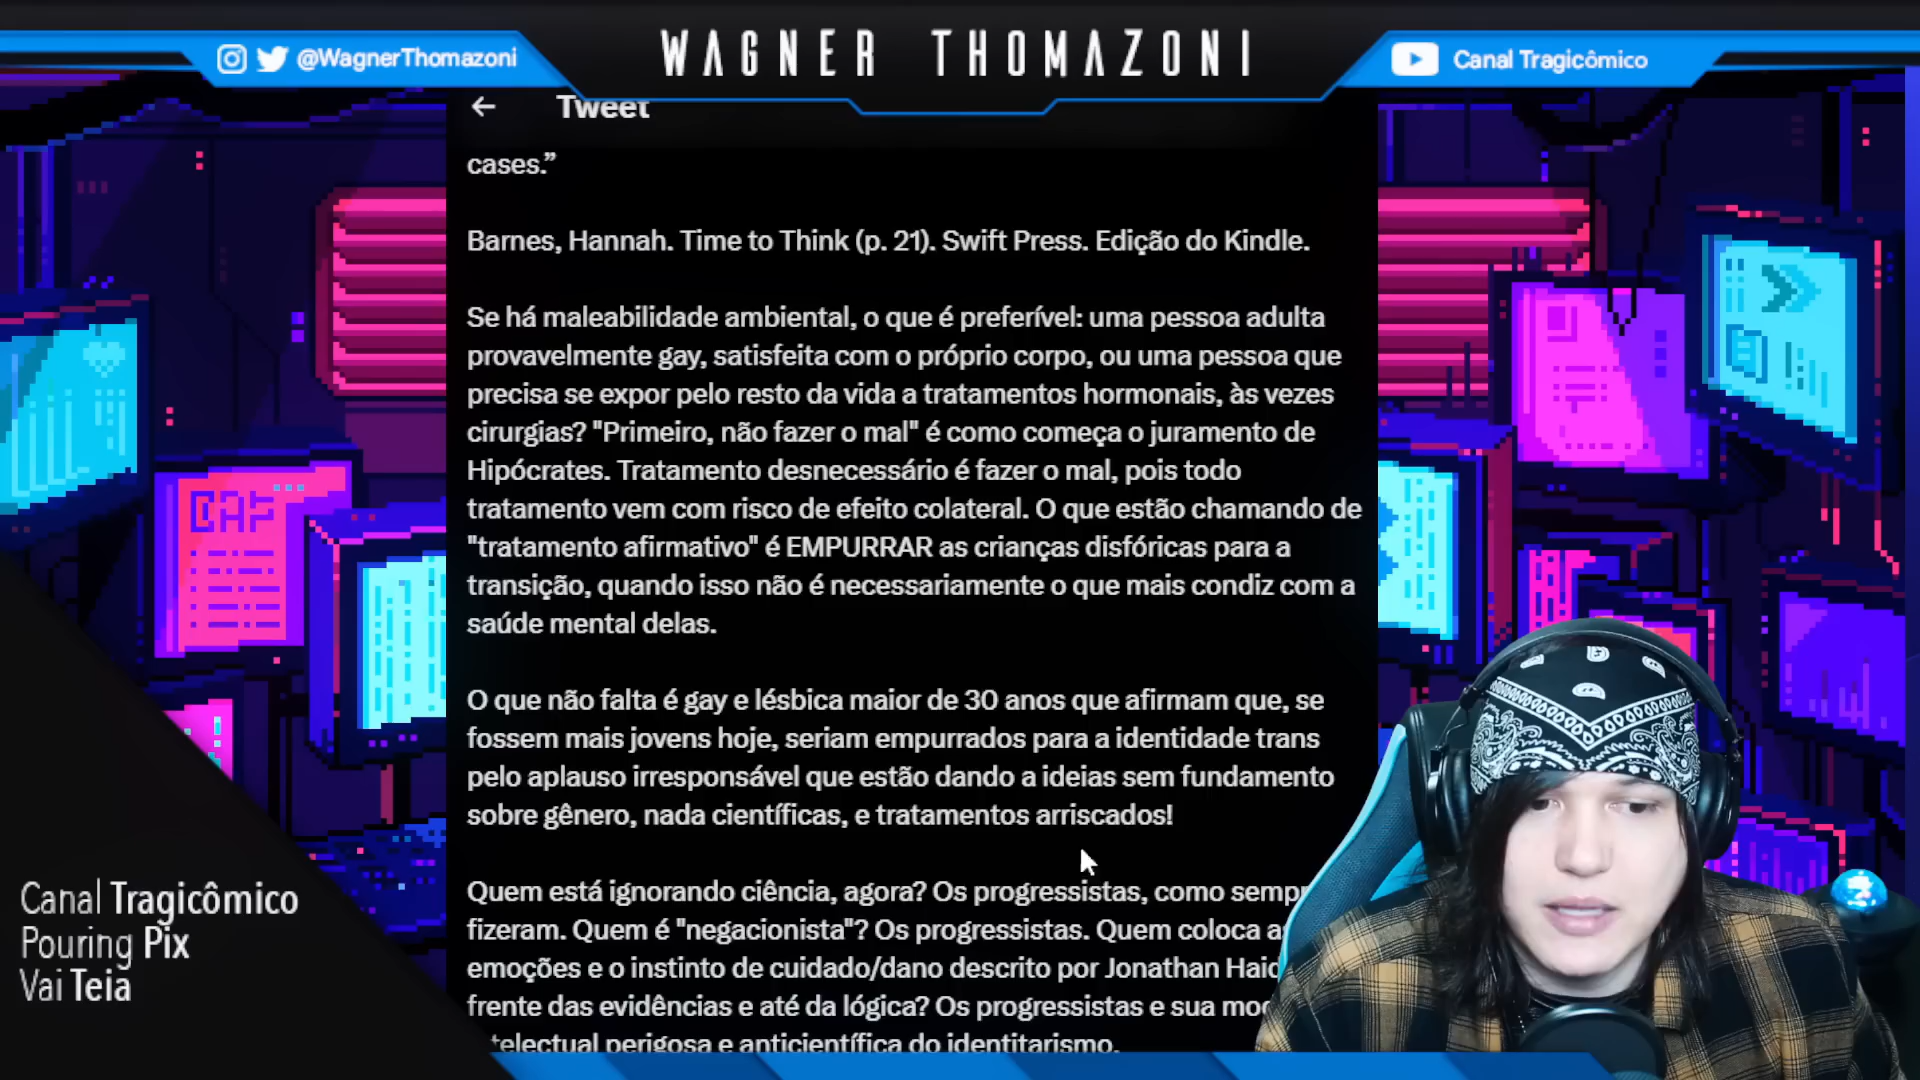 WAGNER THOMAZONI
@WagnerThomazoni
Canal Tragicômico
Tweet
cases.”
Barnes, Hannah. Time to Think (p. 21). Swift Press. Edição do Kindle.
Se há maleabilidade ambiental, o que é preferível: uma pessoa adulta
provavelmente gay, satisfeita com o próprio corpo, ou uma pessoa que
precisa se expor pelo resto da vida a tratamentos hormonais, às vezes
cirurgias? "Primeiro, não fazer o mal" é como começa o juramento de
Hipócrates. Tratamento desnecessário é fazer o mal, pois todo
tratamento vem com risco de efeito colateral. O que estão chamando de
"tratamento afirmativo" é EMPURRAR as crianças disfóricas para a
transição, quando isso não é necessariamente o que mais condiz com a
saúde mental delas.
O que não falta é gay e lésbica maior de 30 anos que afirmam que, se
fossem mais jovens hoje, seriam empurrados para a identidade trans
pelo aplauso irresponsável que estão dando a ideias sem fundamento
sobre gênero, nada científicas, e tratamentos arriscados!
Quem está ignorando ciência, agora? Os progressistas, como
fizeram. Quem é "negacionista"? Os progressistas. Quem coloca
emoções e o instinto de cuidado/dano descrito por Jonathan
frente das evidências e até da lógica? Os progressistas e sua
perigosa e anticientífica do identitarismo.
Canal Tragicômico
Pouring Pix
Vai Teia